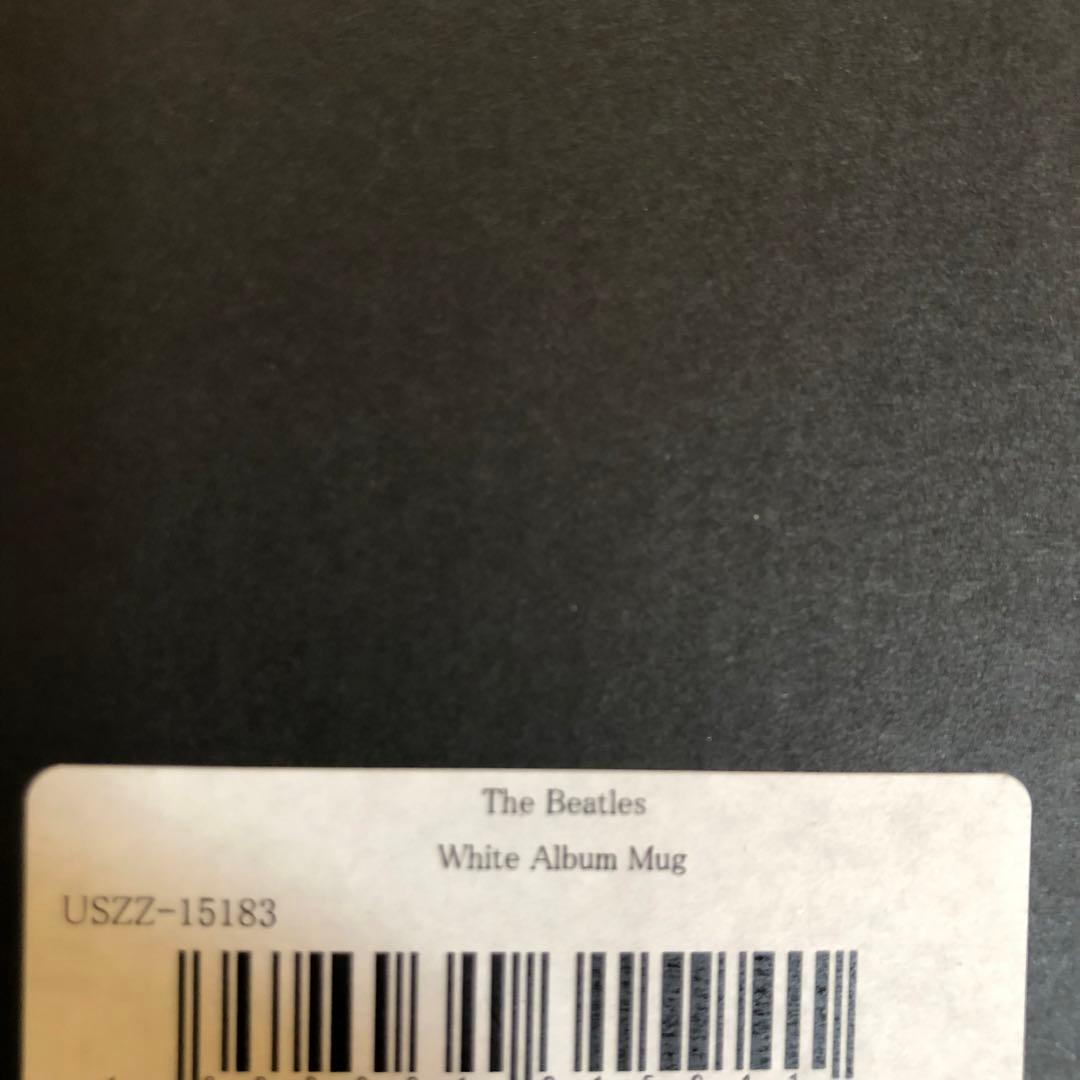 The Beatles
White Album Mug
USZZ-15183